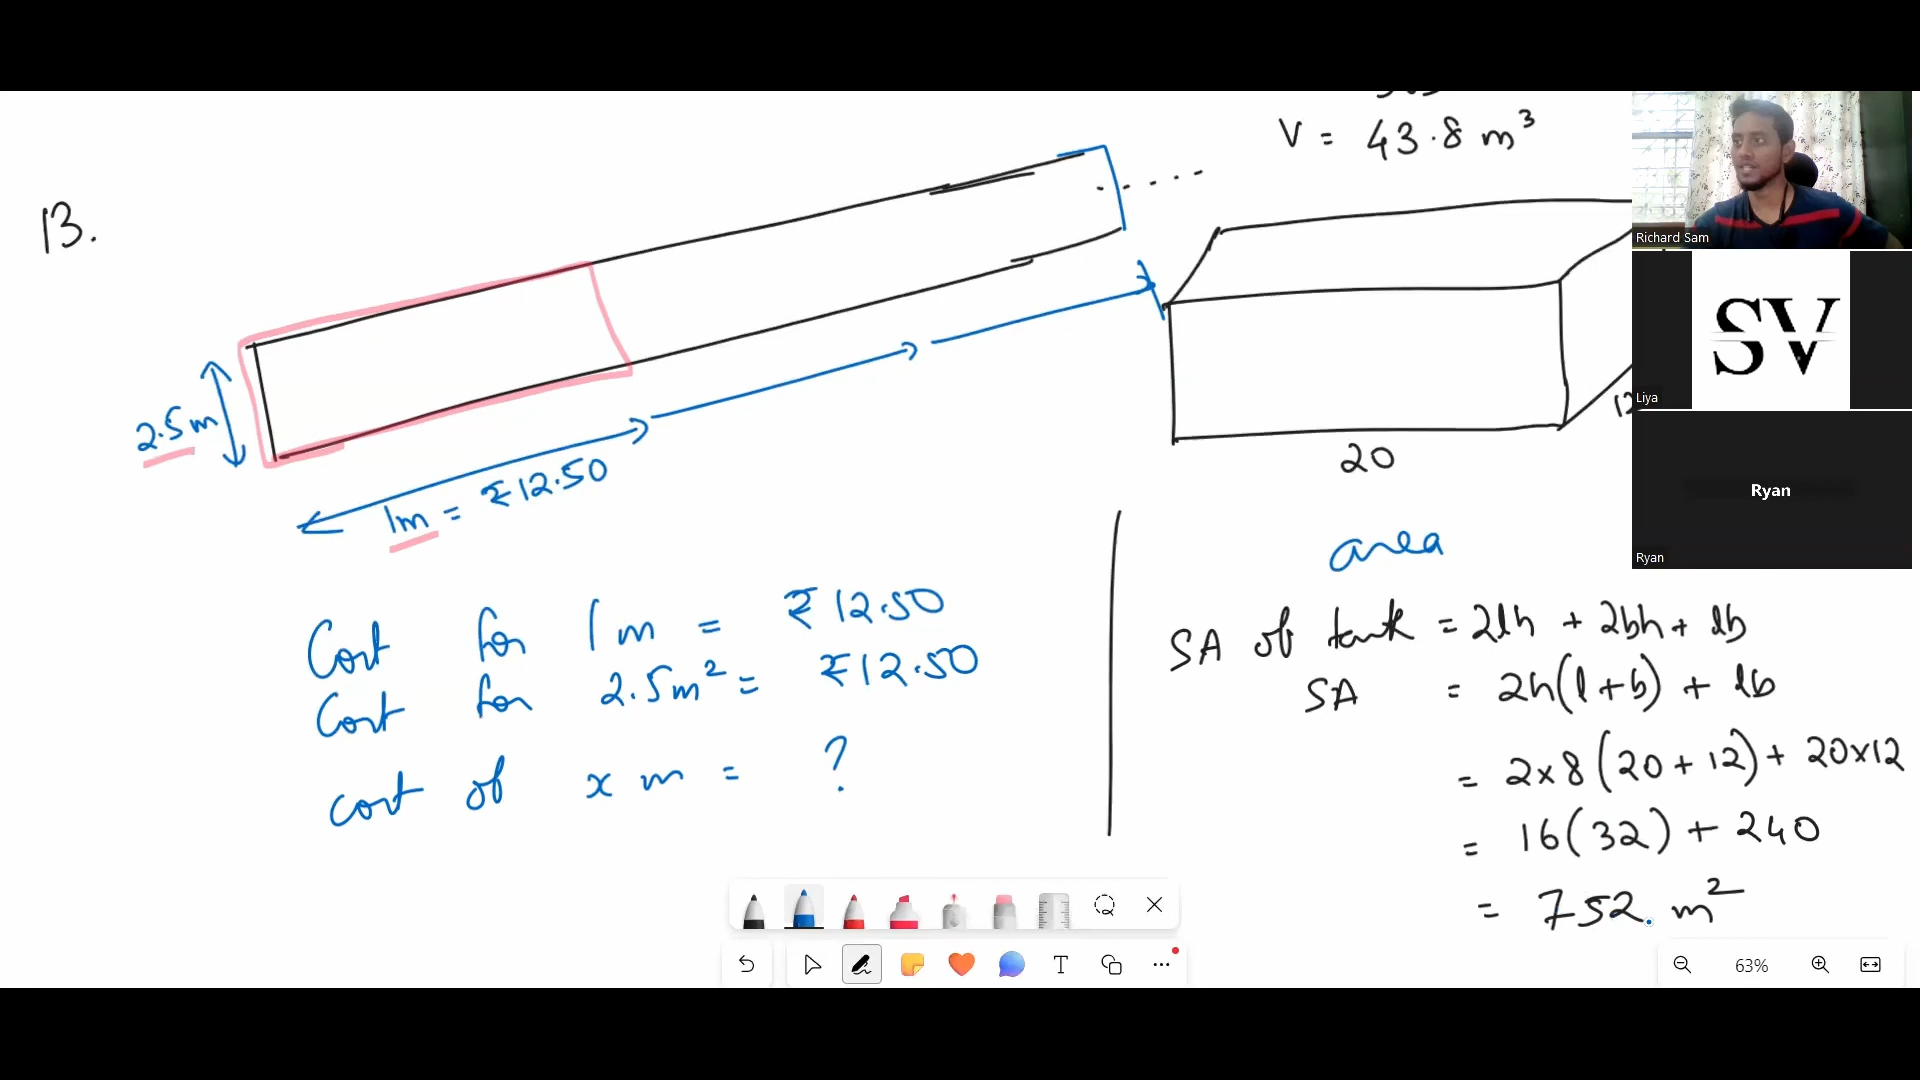 V = 43.8 m³
13.
2.5m
1m = ₹12.50
20
Cost for 1m = ₹12.50
Cost for 2.5m² = ₹12.50
cost of x m = ?
area
SA of tank = 2lh + 2bh + lb
SA = 2h(l+b) + lb
= 2×8(20+12) + 20×12
= 16(32) + 240
= 752. m²
Richard Sam
SV
Liya
Ryan
Ryan
T
63%